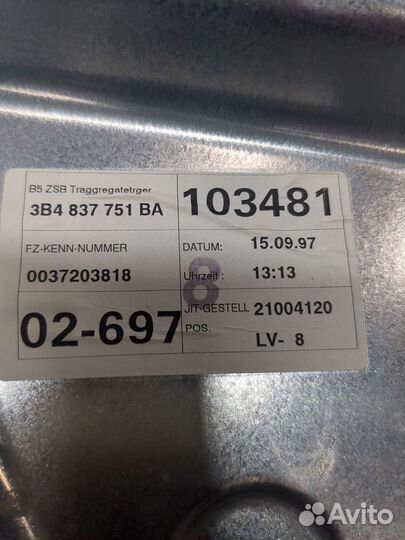 B5 ZSB Traggregatetrger
3B4 837 751 BA
103481
FZ-KENN-NUMMER
0037203818
DATUM: 15.09.97
Uhrzeit : 13:13
8
02-697
JIT-GESTELL 21004120
POS. LV- 8
Avito